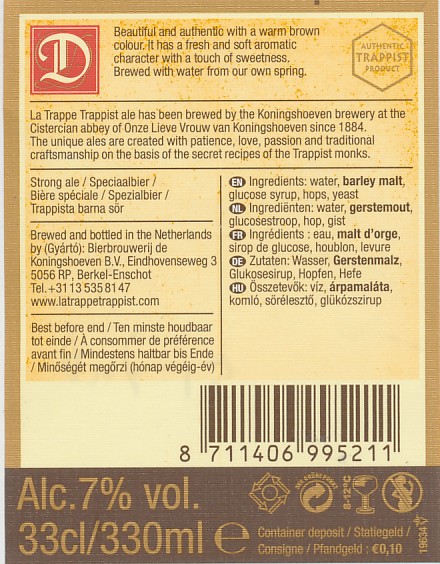 D
Beautiful and authentic with a warm brown
colour. It has a fresh and soft aromatic
character with a touch of sweetness.
Brewed with water from our own spring.
AUTHENTIC
TRAPPIST
PRODUCT
La Trappe Trappist ale has been brewed by the Koningshoeven brewery at the
Cistercian abbey of Onze Lieve Vrouw van Koningshoeven since 1884.
The unique ales are created with patience, love, passion and traditional
craftsmanship on the basis of the secret recipes of the Trappist monks.
Strong ale / Speciaalbier /
Bière spéciale / Spezialbier /
Trappista barna sör
Brewed and bottled in the Netherlands
by (Gyártó): Bierbrouwerij de
Koningshoeven B.V., Eindhovenseweg 3
5056 RP, Berkel-Enschot
Tel.+3113 535 81 47
www.latrappetrappist.com
Best before end / Ten minste houdbaar
tot einde / À consommer de préférence
avant fin / Mindestens haltbar bis Ende
/ Minőségét megőrzi (hónap végéig-év)
EN Ingredients: water, barley malt,
glucose syrup, hops, yeast
NL Ingrediënten: water, gerstemout,
glucosestroop, hop, gist
FR Ingrédients : eau, malt d'orge,
sirop de glucose, houblon, levure
DE Zutaten: Wasser, Gerstenmalz,
Glukosesirup, Hopfen, Hefe
HU Összetevők: víz, árpamaláta,
komló, sörélesztő, glükózszirup
8 711406 995211
Alc.7% vol.
33cl/330ml e
8-12°C
Container deposit / Statiegeld /
Consigne / Pfandgeld : €0,10
19634